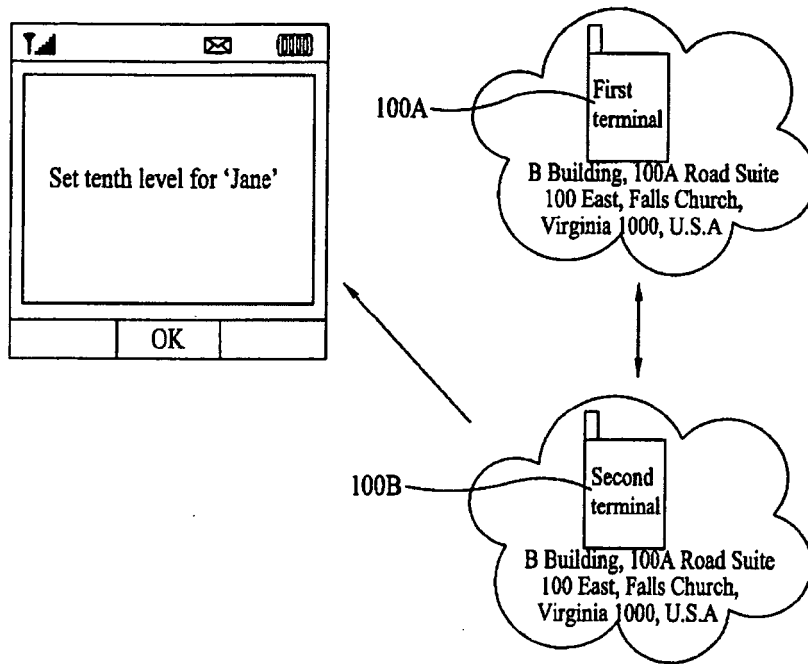 Set tenth level for 'Jane'
OK
100A
First
terminal
B Building, 100A Road Suite
100 East, Falls Church,
Virginia 1000, U.S.A
100B
Second
terminal
B Building, 100A Road Suite
100 East, Falls Church,
Virginia 1000, U.S.A